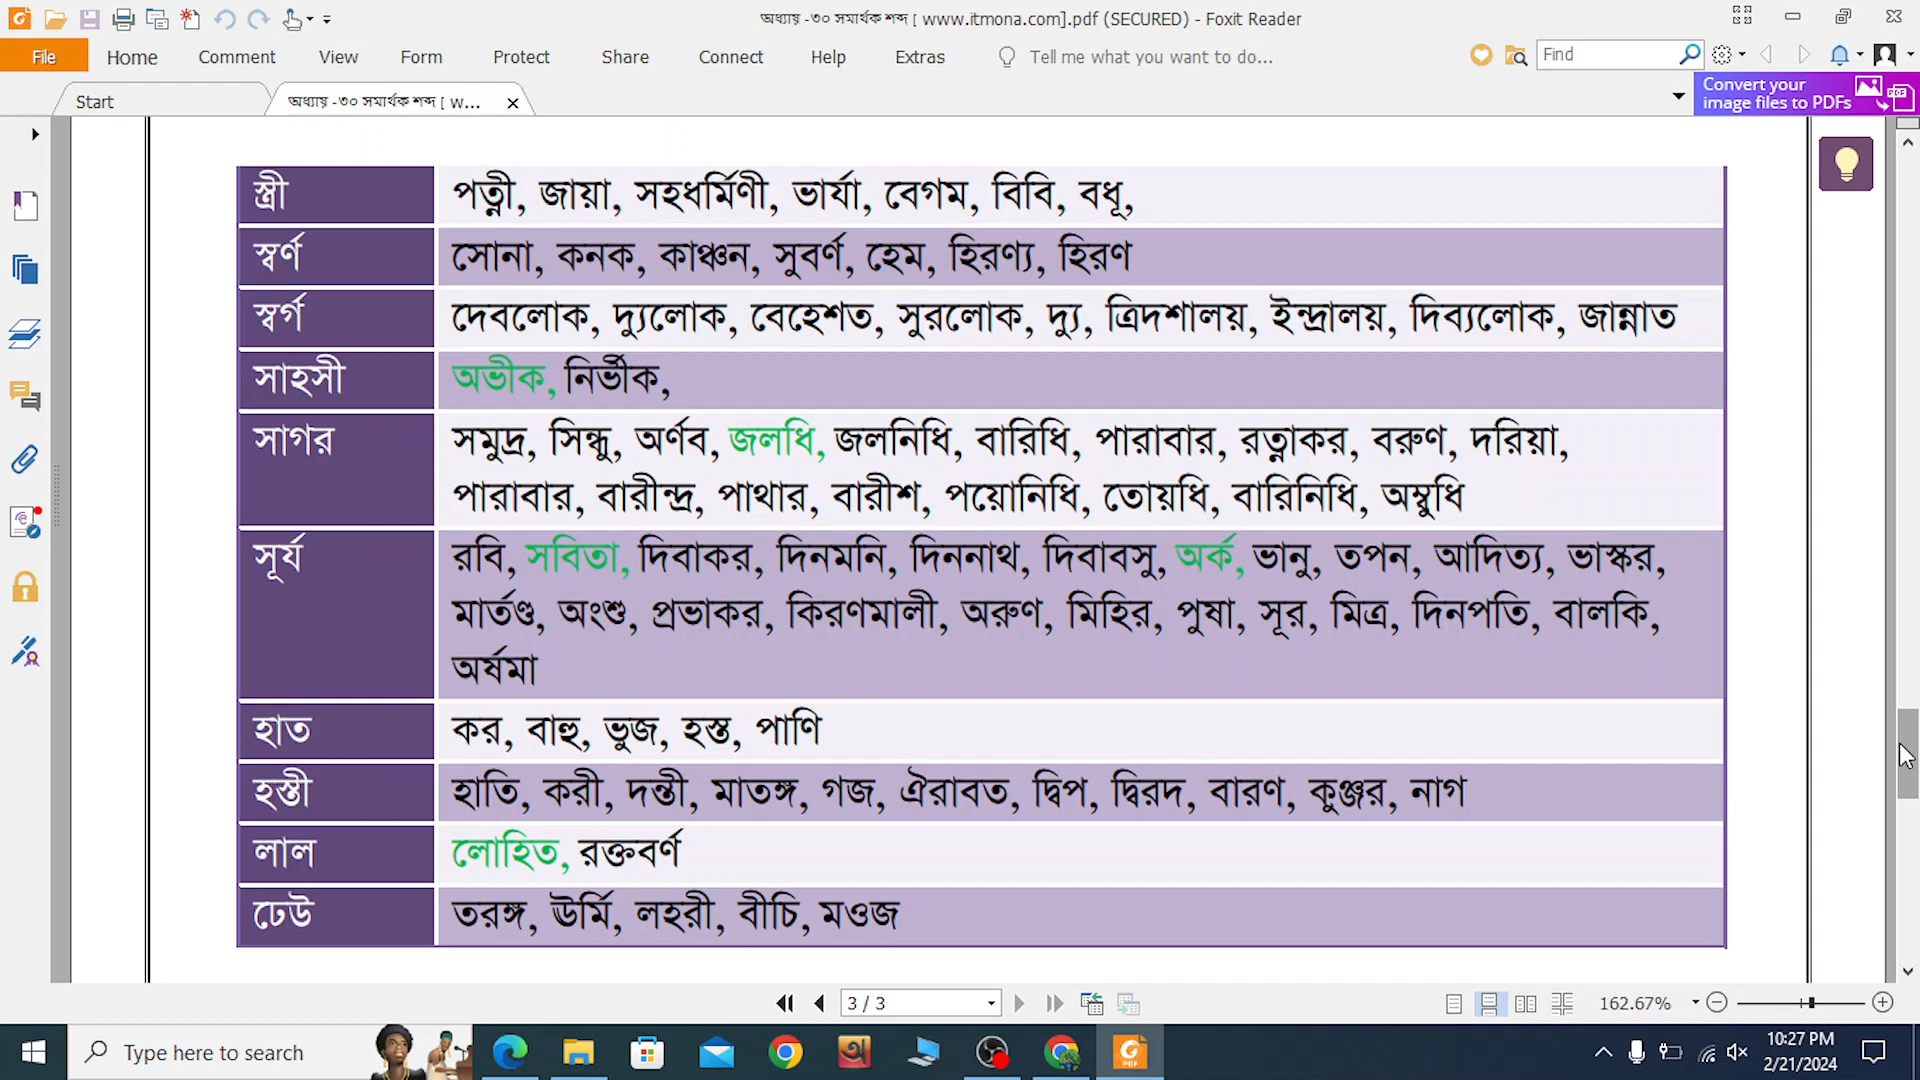 অধ্যায় -৩০ সমার্থক শব্দ [ www.itmona.com].pdf (SECURED) - Foxit Reader
File Home Comment View Form Protect Share Connect Help Extras Tell me what you want to do... Find
Start অধ্যায় -৩০ সমার্থক শব্দ [ w...
Convert your
image files to PDFs
স্ত্রী পত্নী, জায়া, সহধর্মিণী, ভার্যা, বেগম, বিবি, বধূ,
স্বর্ণ সোনা, কনক, কাঞ্চন, সুবর্ণ, হেম, হিরণ্য, হিরণ
স্বর্গ দেবলোক, দ্যুলোক, বেহেশত, সুরলোক, দ্যু, ত্রিদশালয়, ইন্দ্রালয়, দিব্যলোক, জান্নাত
সাহসী অভীক, নির্ভীক,
সাগর সমুদ্র, সিন্ধু, অর্ণব, জলধি, জলনিধি, বারিধি, পারাবার, রত্নাকর, বরুণ, দরিয়া,
পারাবার, বারীন্দ্র, পাথার, বারীশ, পয়োনিধি, তোয়ধি, বারিনিধি, অম্বুধি
সূর্য রবি, সবিতা, দিবাকর, দিনমনি, দিননাথ, দিবাবসু, অর্ক, ভানু, তপন, আদিত্য, ভাস্কর,
মার্তণ্ড, অংশু, প্রভাকর, কিরণমালী, অরুণ, মিহির, পুষা, সূর, মিত্র, দিনপতি, বালকি,
অর্ষমা
হাত কর, বাহু, ভুজ, হস্ত, পাণি
হস্তী হাতি, করী, দন্তী, মাতঙ্গ, গজ, ঐরাবত, দ্বিপ, দ্বিরদ, বারণ, কুঞ্জর, নাগ
লাল লোহিত, রক্তবর্ণ
ঢেউ তরঙ্গ, ঊর্মি, লহরী, বীচি, মওজ
3 / 3 162.67%
Type here to search
10:27 PM
2/21/2024